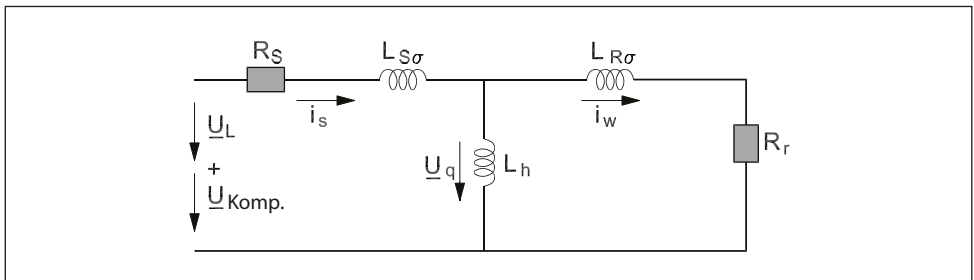 R_S
L_Sσ
L_Rσ
i_s
i_w
U_L
+
U_Komp.
U_q
L_h
R_r